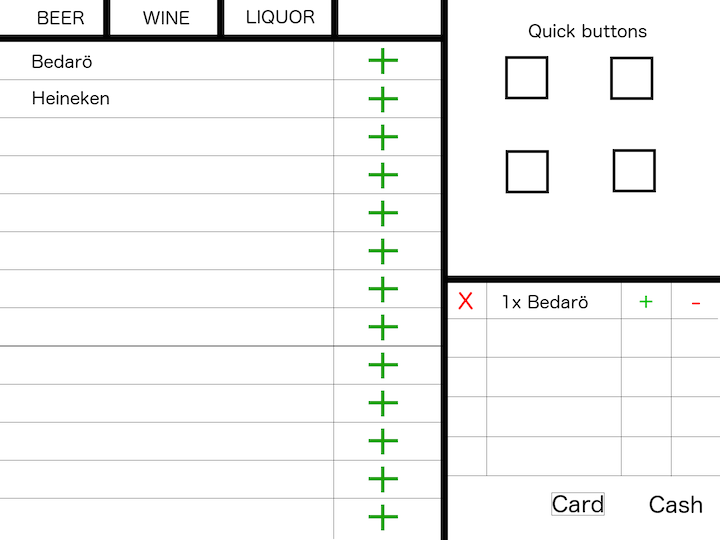 BEER WINE LIQUOR
Bedarö +
Heineken +
+
+
+
+
+
+
+
+
+
+
+
Quick buttons
X 1x Bedarö + -
Card Cash